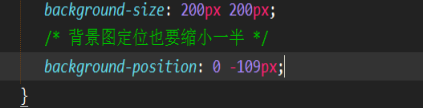 background-size: 200px 200px;
/* 背景图定位也要缩小一半 */
background-position: 0 -109px;
}